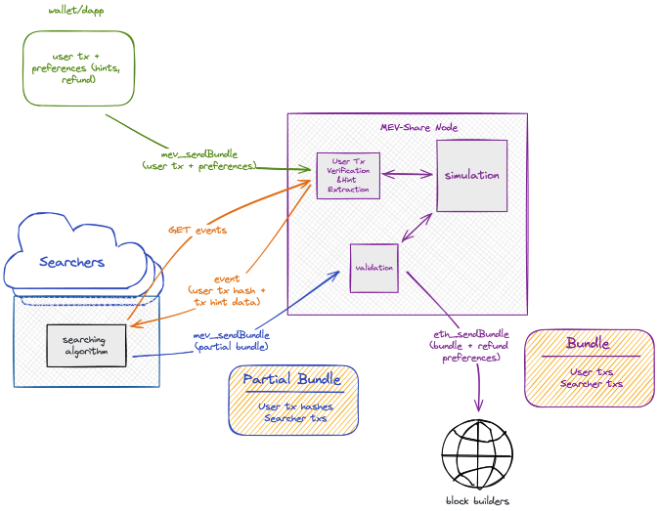 wallet/dapp
user tx +
preferences (hints,
refund)
mev_sendBundle
(user tx + preferences)
MEV-Share Node
User Tx
Verification
&Hint
Extraction
simulation
validation
GET events
event
(user tx hash +
tx hint data)
Searchers
searching
algorithm
mev_sendBundle
(partial bundle)
eth_sendBundle
(bundle + refund
preferences)
Partial Bundle
User tx hashes
Searcher txs
Bundle
User txs
Searcher txs
block builders